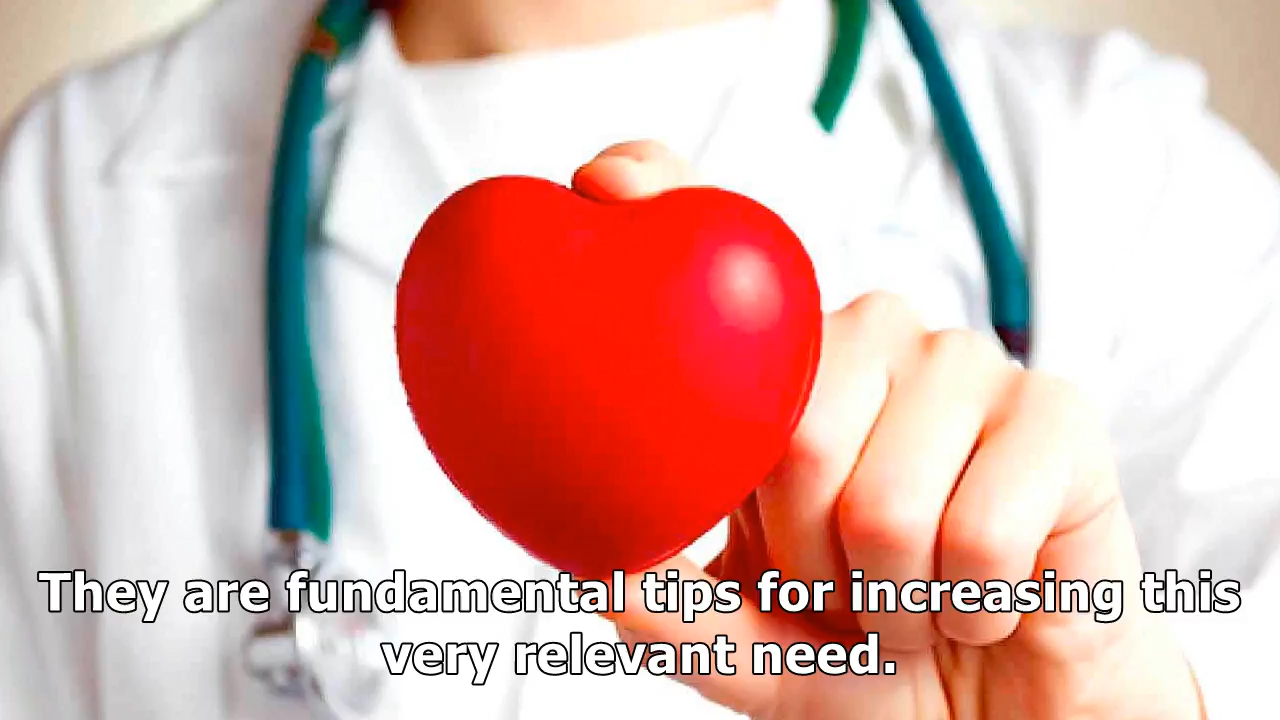 They are fundamental tips for increasing this
very relevant need.